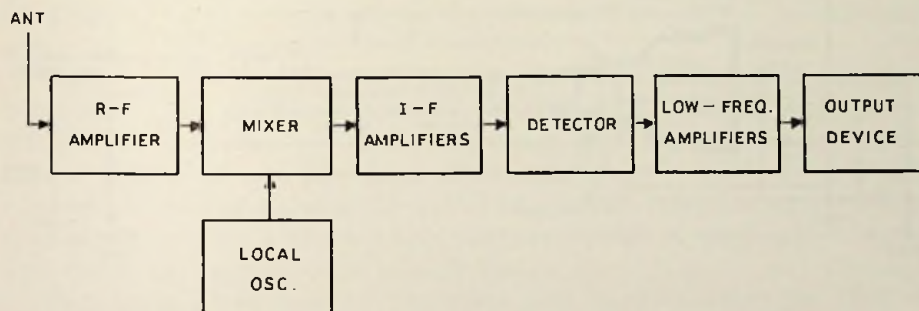 ANT
R-F
AMPLIFIER
MIXER
I-F
AMPLIFIERS
DETECTOR
LOW-FREQ.
AMPLIFIERS
OUTPUT
DEVICE
LOCAL
OSC.